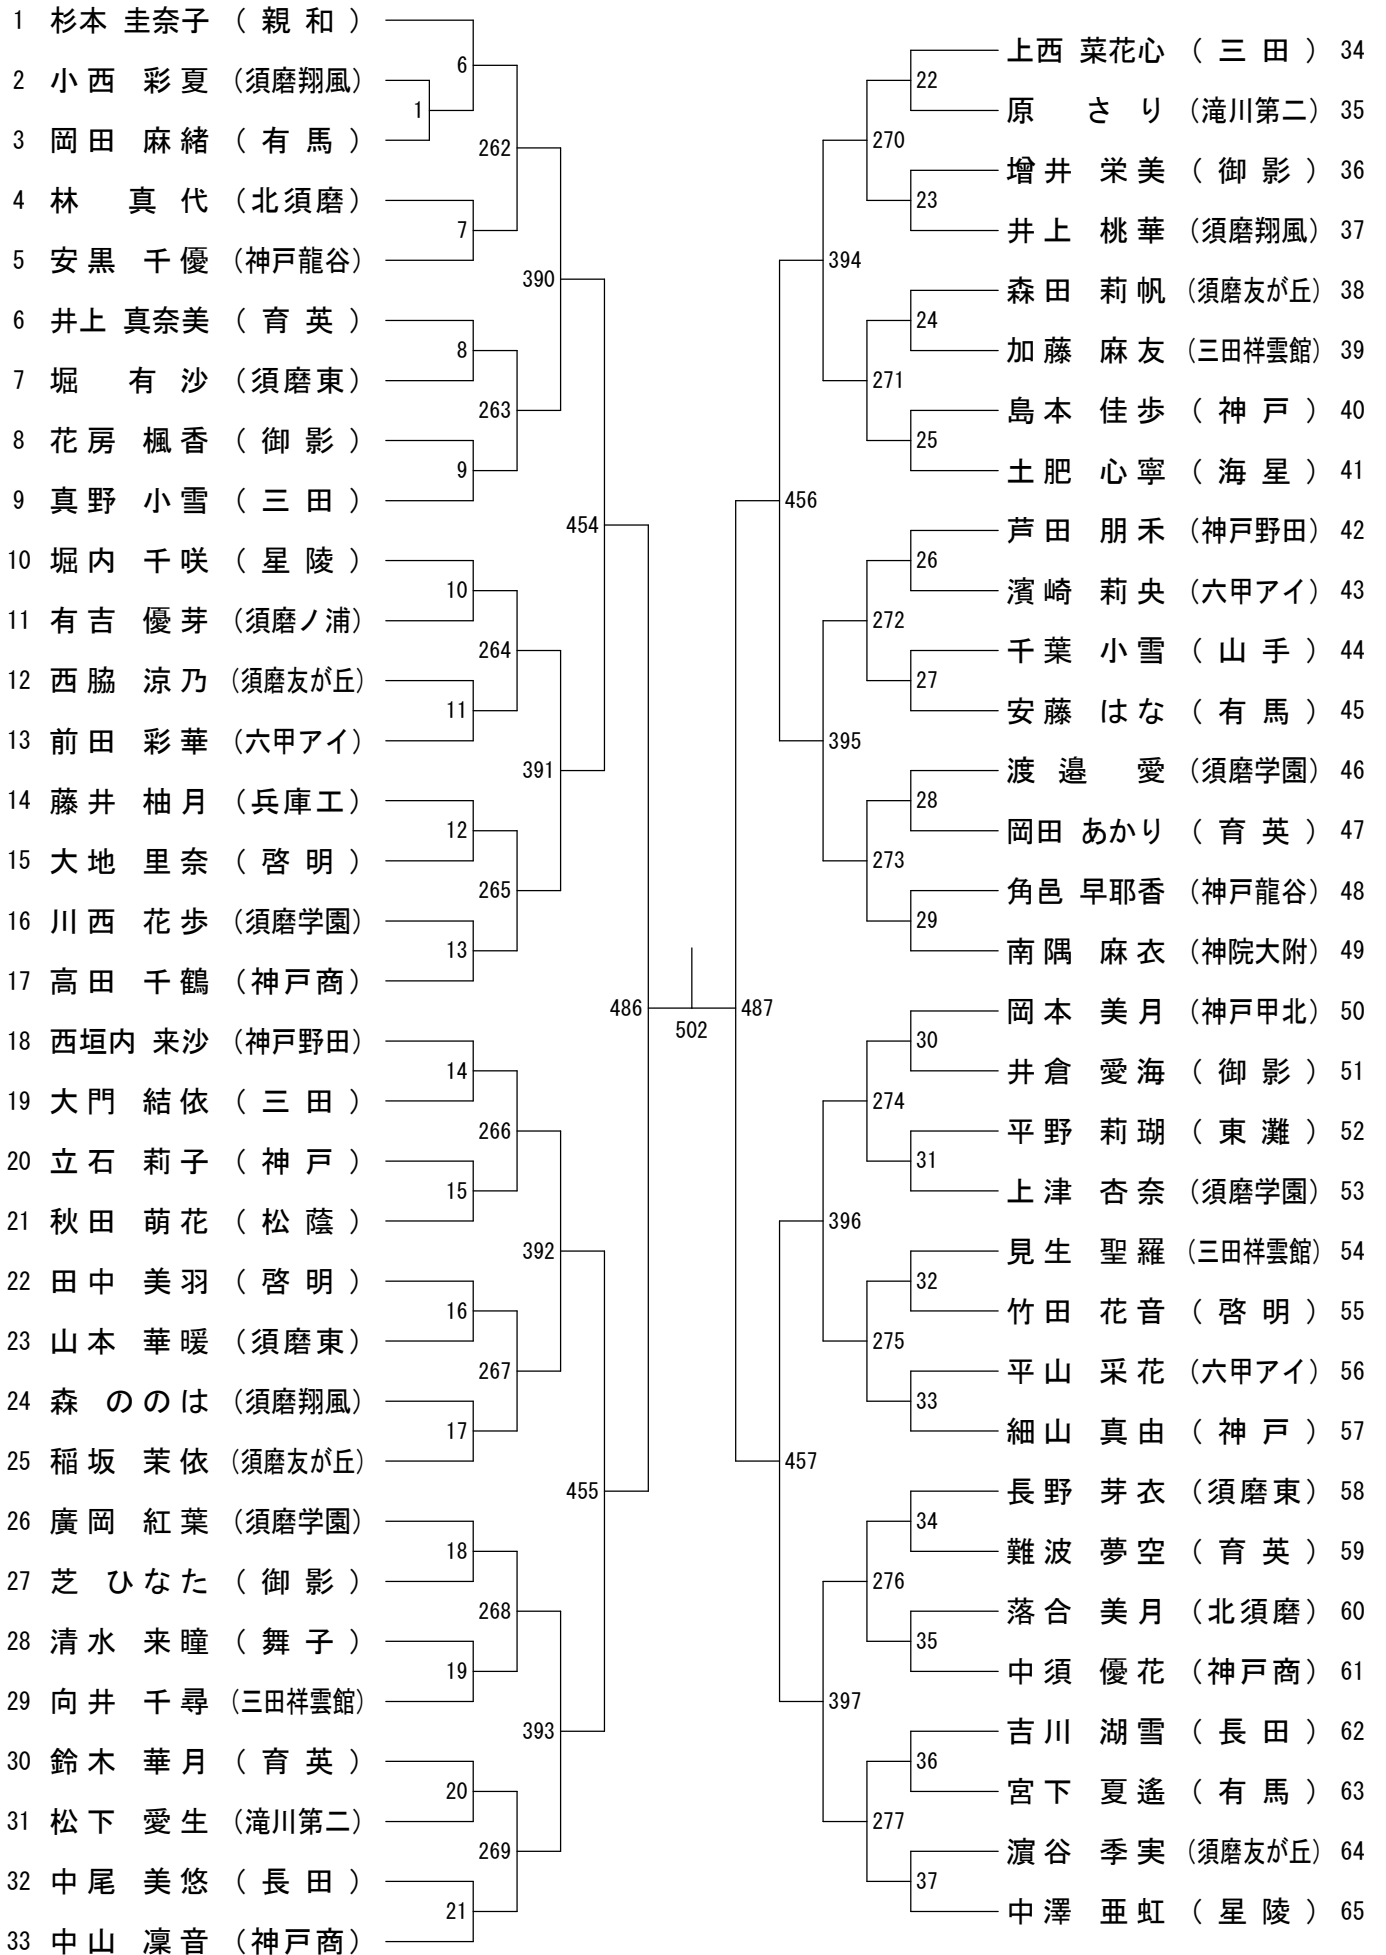 1 杉本 圭奈子 （ 親 和 ）
2 小西 彩夏 （須磨翔風）
3 岡田 麻緒 （ 有 馬 ）
4 林 真代 （北須磨）
5 安黒 千優 （神戸龍谷）
6 井上 真奈美 （ 育 英 ）
7 堀 有沙 （須磨東）
8 花房 楓香 （ 御 影 ）
9 真野 小雪 （ 三 田 ）
10 堀内 千咲 （ 星 陵 ）
11 有吉 優芽 （須磨ノ浦）
12 西脇 涼乃 （須磨友が丘）
13 前田 彩華 （六甲アイ）
14 藤井 柚月 （兵庫工）
15 大地 里奈 （ 啓 明 ）
16 川西 花歩 （須磨学園）
17 高田 千鶴 （神戸商）
18 西垣内 来沙 （神戸野田）
19 大門 結依 （ 三 田 ）
20 立石 莉子 （ 神 戸 ）
21 秋田 萌花 （ 松 蔭 ）
22 田中 美羽 （ 啓 明 ）
23 山本 華暖 （須磨東）
24 森 ののは （須磨翔風）
25 稲坂 茉依 （須磨友が丘）
26 廣岡 紅葉 （須磨学園）
27 芝 ひなた （ 御 影 ）
28 清水 来瞳 （ 舞 子 ）
29 向井 千尋 （三田祥雲館）
30 鈴木 華月 （ 育 英 ）
31 松下 愛生 （滝川第二）
32 中尾 美悠 （ 長 田 ）
33 中山 凜音 （神戸商）
1
6
7
8
9
10
11
12
13
14
15
16
17
18
19
20
21
262
263
264
265
266
267
268
269
390
391
392
393
454
455
486
502
487
456
457
394
395
396
397
270
271
272
273
274
275
276
277
22
23
24
25
26
27
28
29
30
31
32
33
34
35
36
37
上西 菜花心 （ 三 田 ） 34
原 さり （滝川第二） 35
増井 栄美 （ 御 影 ） 36
井上 桃華 （須磨翔風） 37
森田 莉帆 （須磨友が丘） 38
加藤 麻友 （三田祥雲館） 39
島本 佳歩 （ 神 戸 ） 40
土肥 心寧 （ 海 星 ） 41
芦田 朋禾 （神戸野田） 42
濱崎 莉央 （六甲アイ） 43
千葉 小雪 （ 山 手 ） 44
安藤 はな （ 有 馬 ） 45
渡邉 愛 （須磨学園） 46
岡田 あかり （ 育 英 ） 47
角邑 早耶香 （神戸龍谷） 48
南隅 麻衣 （神院大附） 49
岡本 美月 （神戸甲北） 50
井倉 愛海 （ 御 影 ） 51
平野 莉瑚 （ 東 灘 ） 52
上津 杏奈 （須磨学園） 53
見生 聖羅 （三田祥雲館） 54
竹田 花音 （ 啓 明 ） 55
平山 采花 （六甲アイ） 56
細山 真由 （ 神 戸 ） 57
長野 芽衣 （須磨東） 58
難波 夢空 （ 育 英 ） 59
落合 美月 （北須磨） 60
中須 優花 （神戸商） 61
吉川 湖雪 （ 長 田 ） 62
宮下 夏遙 （ 有 馬 ） 63
濵谷 季実 （須磨友が丘） 64
中澤 亜虹 （ 星 陵 ） 65